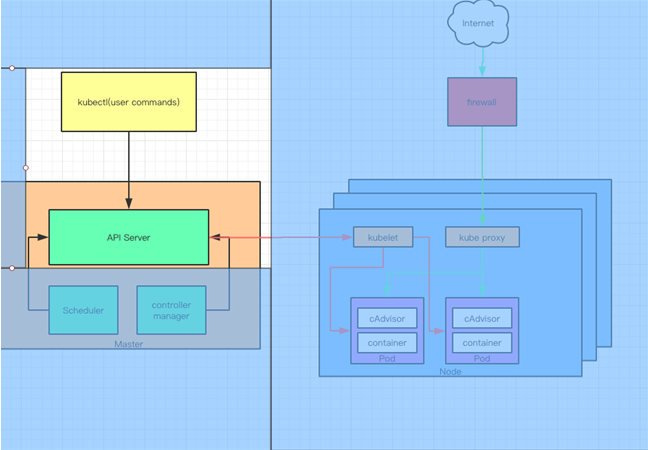 Internet
kubectl(user commands)
firewall
API Server
kubelet
kube proxy
Scheduler
controller
manager
cAdvisor
cAdvisor
container
container
Master
Pod
Pod
Node